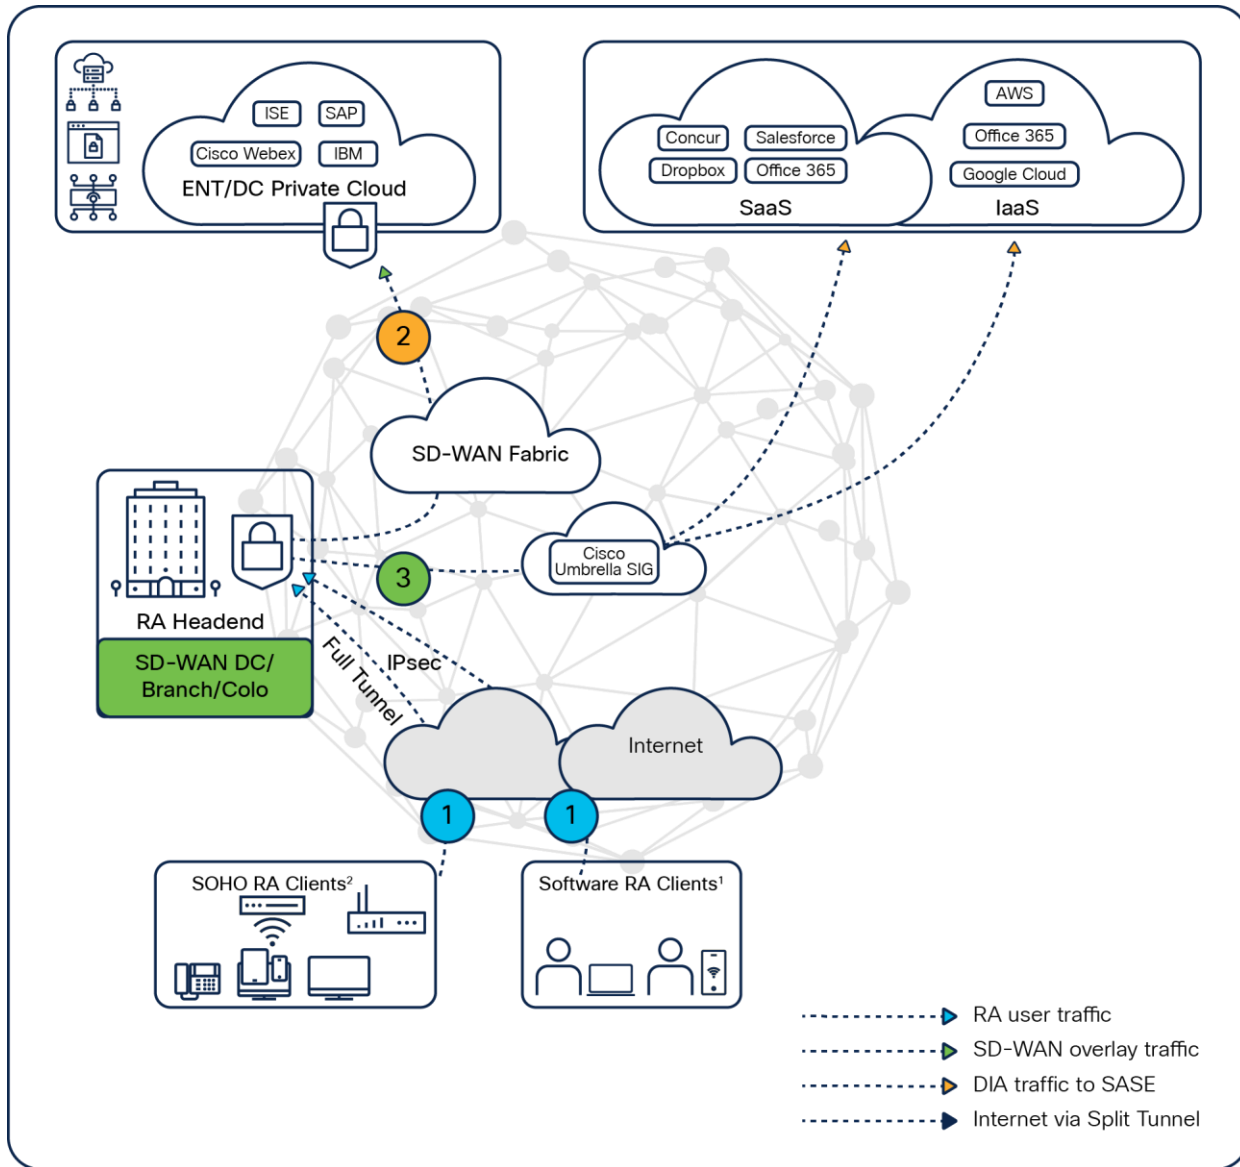 ISE
SAP
Cisco Webex
IBM
ENT/DC Private Cloud
AWS
Concur
Salesforce
Office 365
Dropbox
Office 365
Google Cloud
SaaS
IaaS
2
SD-WAN Fabric
Cisco
Umbrella SIG
3
RA Headend
SD-WAN DC/
Branch/Colo
Full Tunnel
IPsec
Internet
1
1
SOHO RA Clients²
Software RA Clients¹
RA user traffic
SD-WAN overlay traffic
DIA traffic to SASE
Internet via Split Tunnel